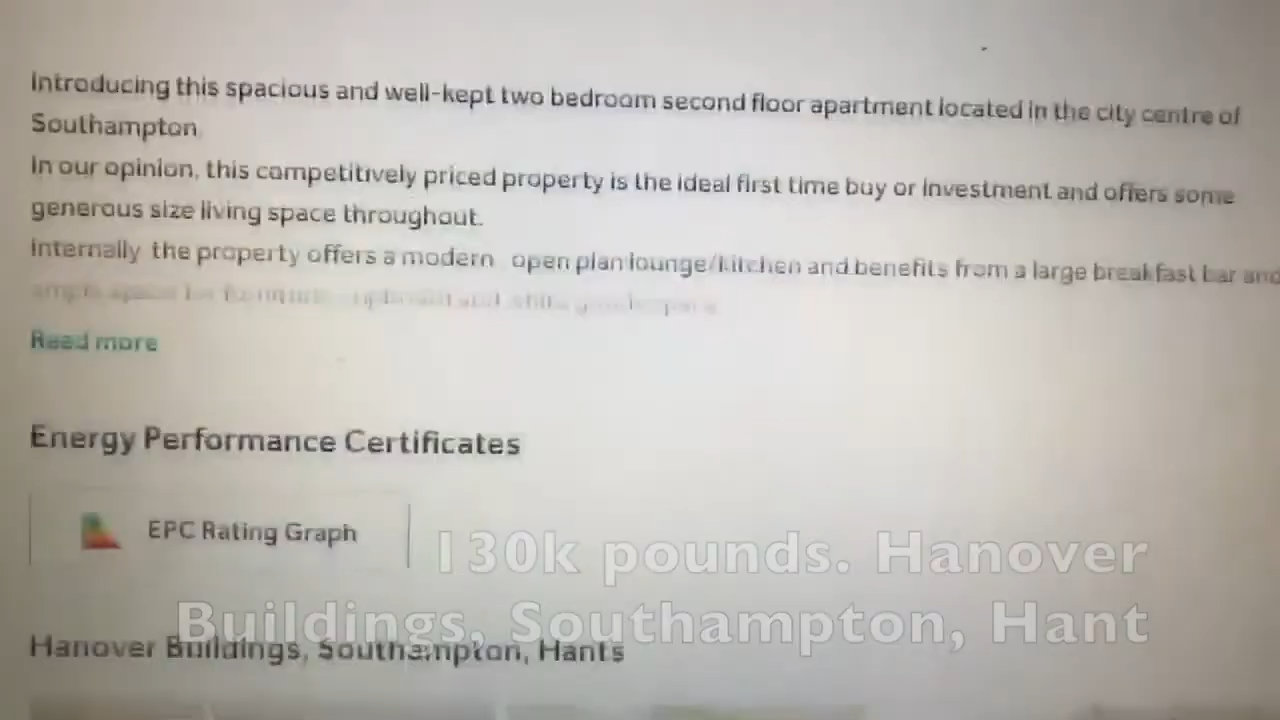 Introducing this spacious and well-kept two bedroom second floor apartment located in the city centre of
Southampton
In our opinion, this competitively priced property is the ideal first time buy or investment and offers some
generous size living space throughout.
Internally the property offers a modern open plan lounge/kitchen and benefits from a large breakfast bar and
ample space for
Read more
Energy Performance Certificates
EPC Rating Graph
130k pounds. Hanover
Buildings, Southampton, Hant
Hanover Buildings, Southampton, Hants